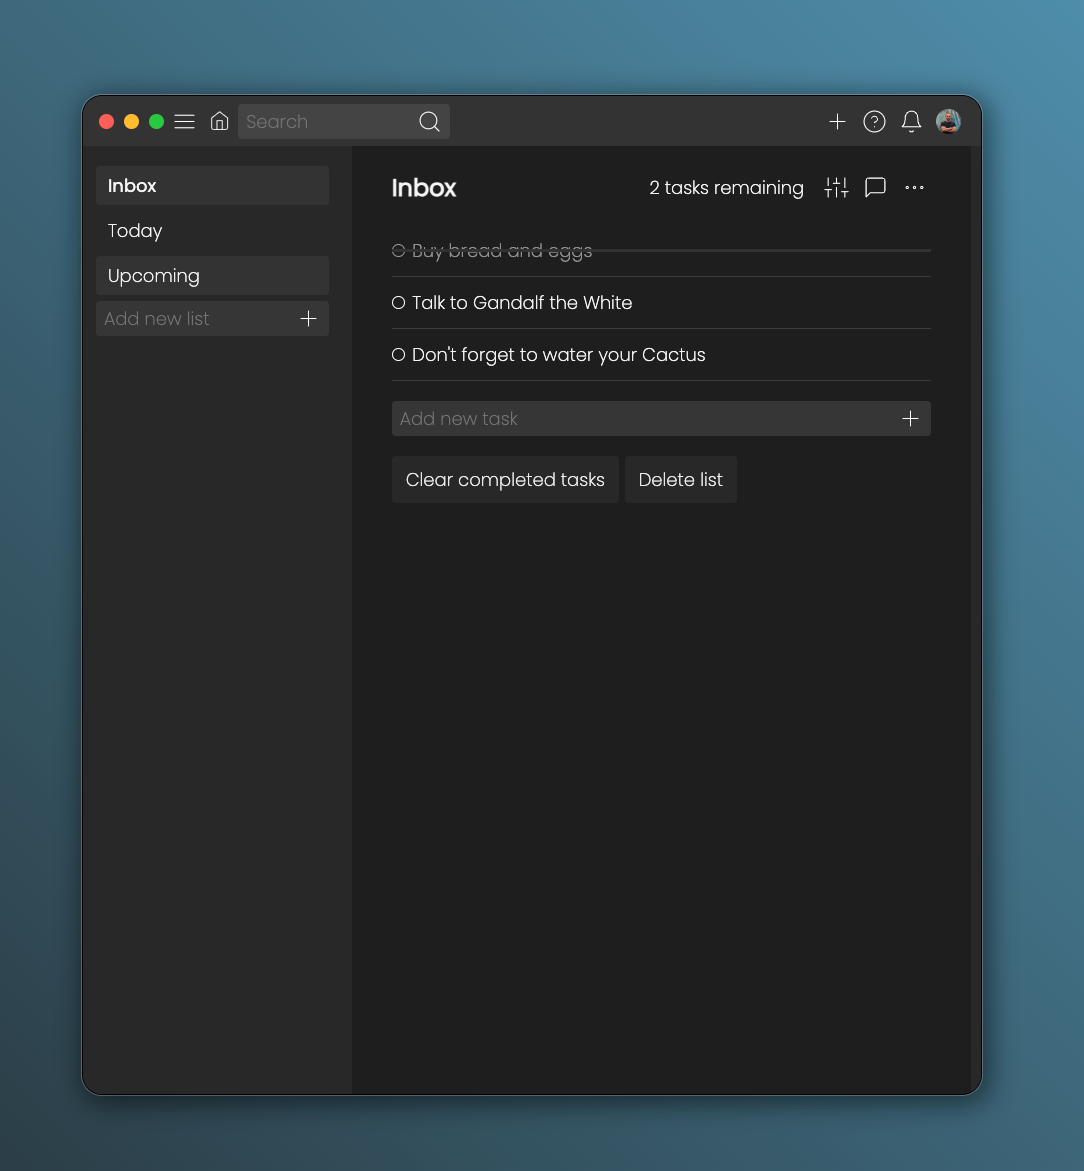 Search
Inbox
Today
Upcoming
Add new list
Inbox
2 tasks remaining
Buy bread and eggs
Talk to Gandalf the White
Don't forget to water your Cactus
Add new task
Clear completed tasks
Delete list